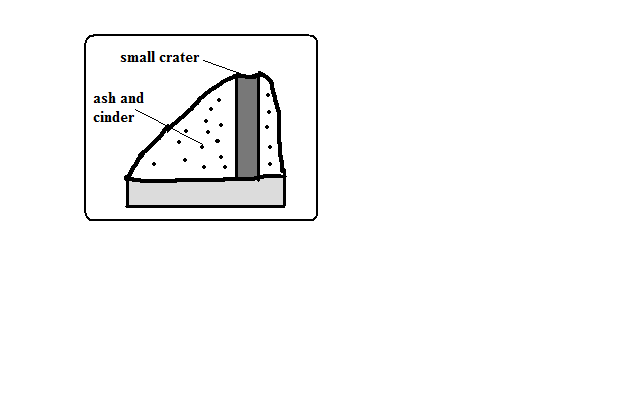 small crater
ash and
cinder